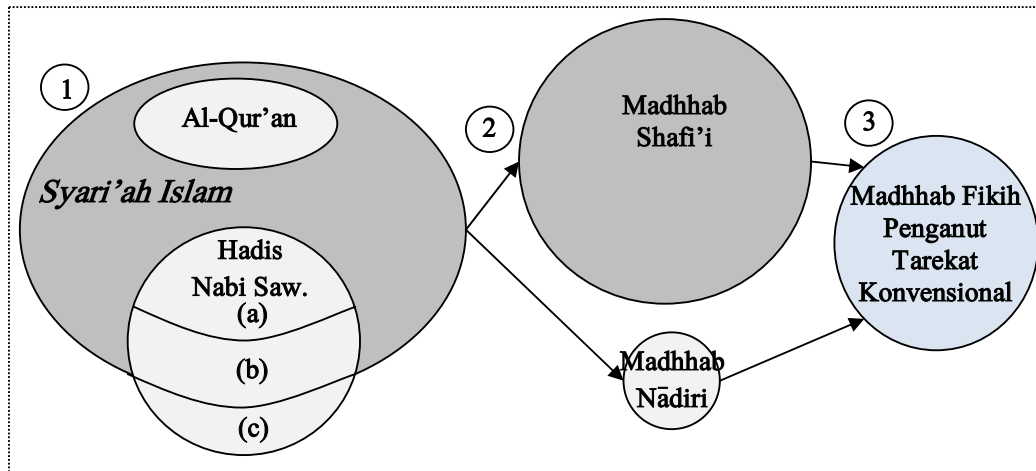 1
Al-Qur’an
Syari’ah Islam
Hadis
Nabi Saw.
(a)
(b)
(c)
2
Madhhab
Shafi’i
Madhhab
Nādiri
3
Madhhab Fikih
Penganut
Tarekat
Konvensional